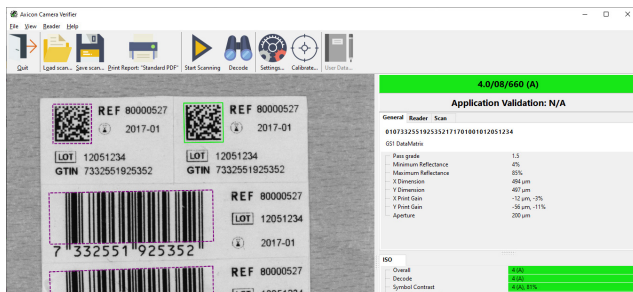 Axicon Camera Verifier
File View Reader Help
Quit Load scan... Save scan... Print Report: "Standard PDF" Start Scanning Decode Settings... Calibrate... User Data...
REF 80000527
2017-01
LOT 12051234
GTIN 7332551925352
REF 80000527
2017-01
LOT 12051234
GTIN 7332551925352
REF 80000527
LOT 12051234
2017-01
7 332551 925352
REF 80000527
4.0/08/660 (A)
Application Validation: N/A
General Reader Scan
010733255192535217170100101 2051234
GS1 DataMatrix
Pass grade 1.5
Minimum Reflectance 4%
Maximum Reflectance 85%
X Dimension 494 µm
Y Dimension 497 µm
X Print Gain -12 µm, -3%
Y Print Gain -56 µm, -11%
Aperture 200 µm
ISO
Overall 4 (A)
Decode 4 (A)
Symbol Contrast 4 (A), 81%